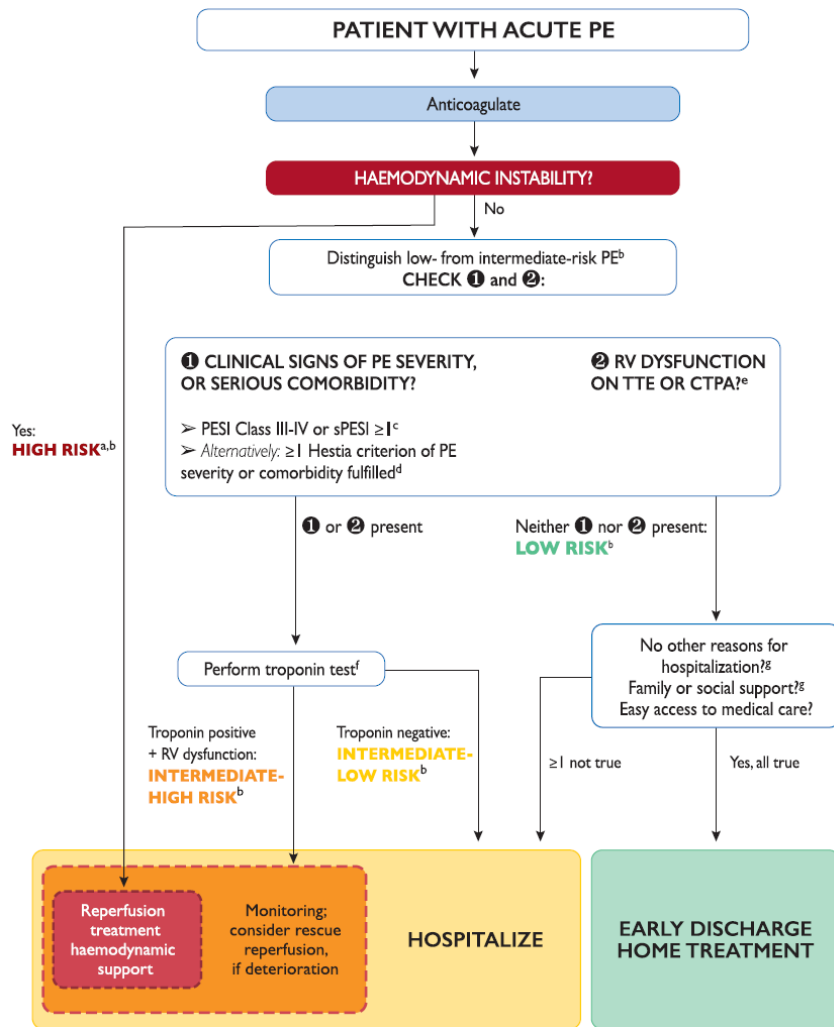 PATIENT WITH ACUTE PE
Anticoagulate
HAEMODYNAMIC INSTABILITY?
No
Distinguish low- from intermediate-risk PEᵇ
CHECK ❶ and ❷:
❶ CLINICAL SIGNS OF PE SEVERITY,
OR SERIOUS COMORBIDITY?
➢ PESI Class III-IV or sPESI ≥1ᶜ
➢ Alternatively: ≥1 Hestia criterion of PE
severity or comorbidity fulfilledᵈ
❷ RV DYSFUNCTION
ON TTE OR CTPA?ᵉ
Yes:
HIGH RISKᵃ,ᵇ
❶ or ❷ present
Neither ❶ nor ❷ present:
LOW RISKᵇ
Perform troponin testᶠ
No other reasons for
hospitalization?ᵍ
Family or social support?ᵍ
Easy access to medical care?
Troponin positive
+ RV dysfunction:
INTERMEDIATE-
HIGH RISKᵇ
Troponin negative:
INTERMEDIATE-
LOW RISKᵇ
≥1 not true
Yes, all true
Reperfusion
treatment
haemodynamic
support
Monitoring;
consider rescue
reperfusion,
if deterioration
HOSPITALIZE
EARLY DISCHARGE
HOME TREATMENT